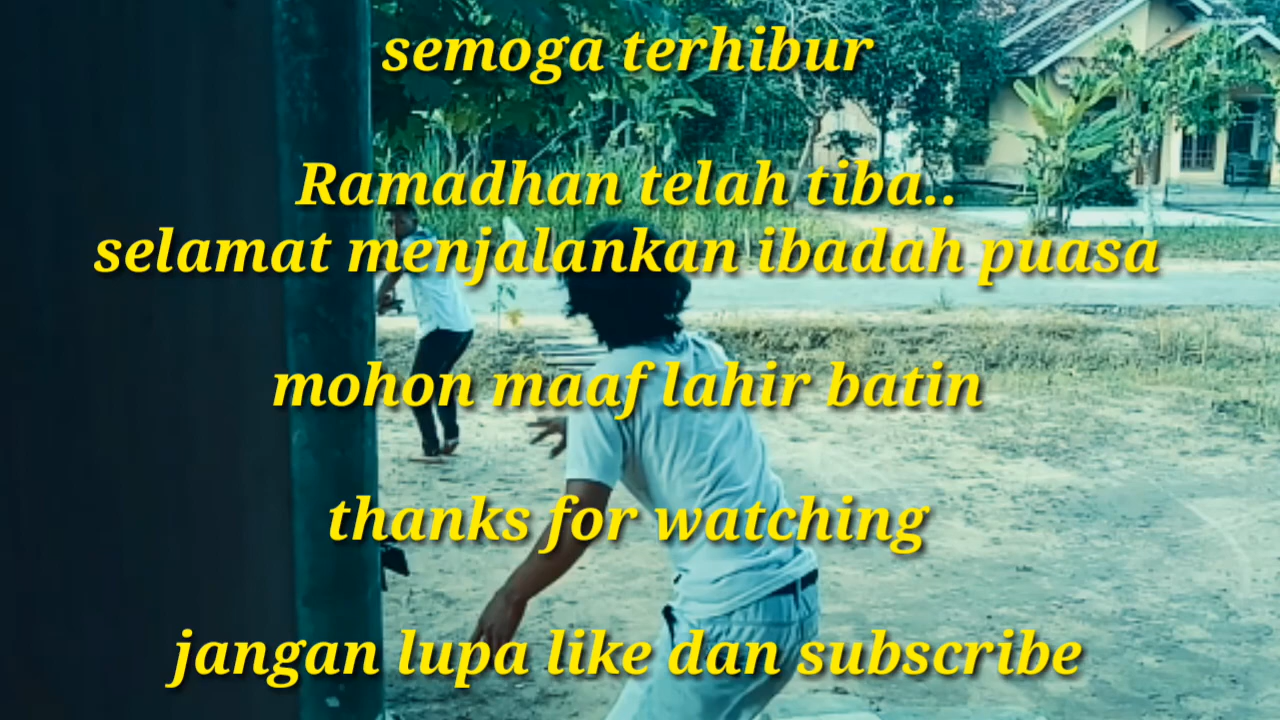 semoga terhibur
Ramadhan telah tiba..
selamat menjalankan ibadah puasa
mohon maaf lahir batin
thanks for watching
jangan lupa like dan subscribe